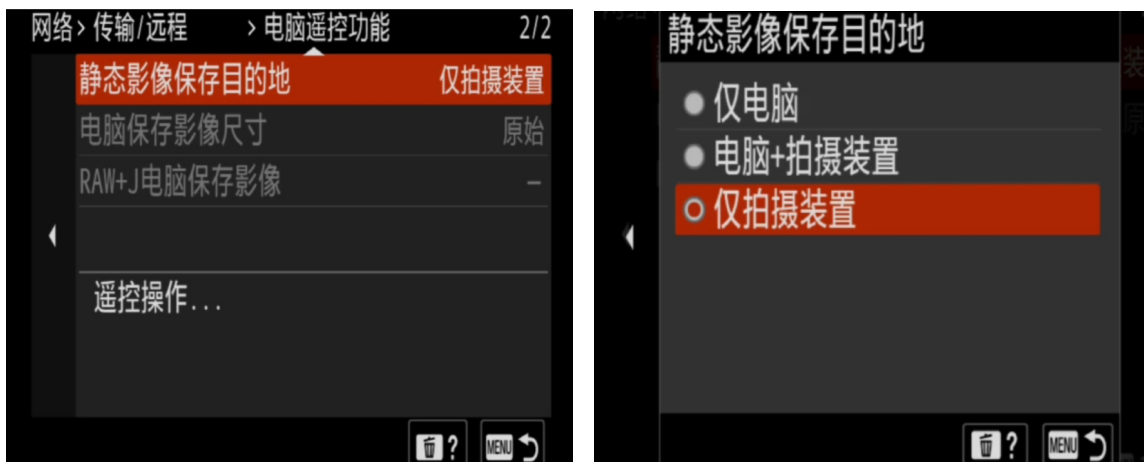 网络> 传输/远程 > 电脑遥控功能 2/2
静态影像保存目的地 仅拍摄装置
电脑保存影像尺寸 原始
RAW+J电脑保存影像 –
遥控操作...
? MENU
静态影像保存目的地
仅电脑
电脑+拍摄装置
仅拍摄装置
? MENU